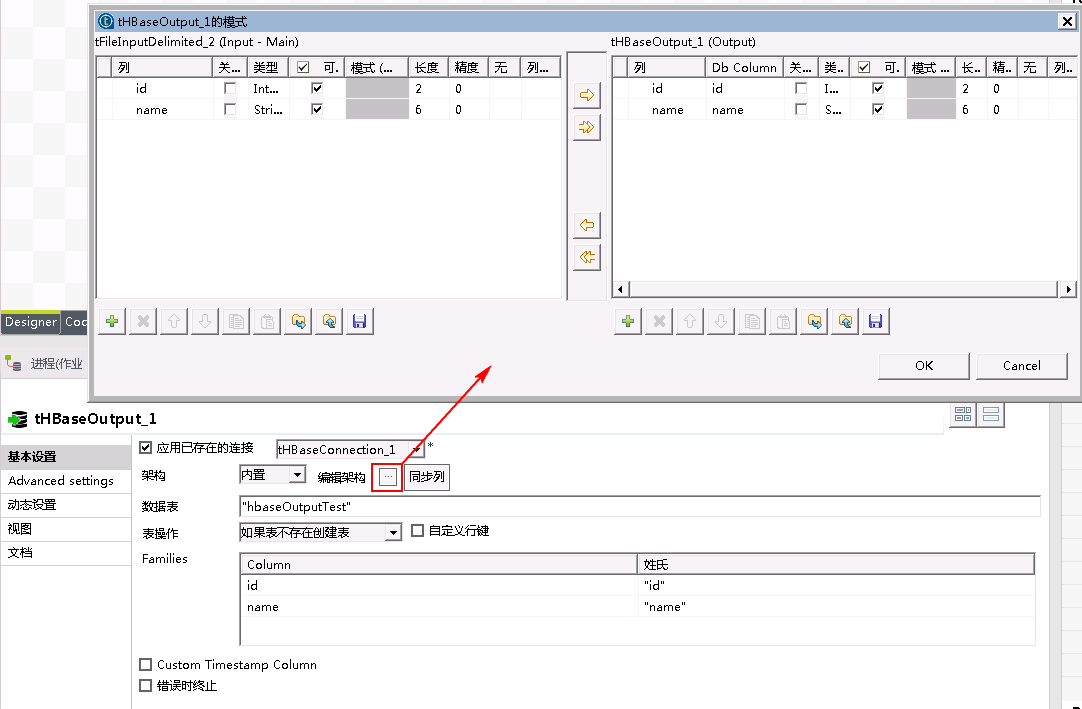 tHBaseOutput_1的模式
tFileInputDelimited_2 (Input - Main)
tHBaseOutput_1 (Output)
列 关... 类型 可. 模式 (... 长度 精度 无 列...
id Int... 2 0
name Stri... 6 0
列 Db Column 关... 类.. 可. 模式 ... 长.. 精.. 无 列..
id id I... 2 0
name name S... 6 0
OK Cancel
Designer Coc
进程(作业
tHBaseOutput_1
基本设置
Advanced settings
动态设置
视图
文档
应用已存在的连接 tHBaseConnection_1 *
架构 内置 编辑架构 ... 同步列
数据表 "hbaseOutputTest"
表操作 如果表不存在创建表 自定义行键
Families
Column 姓氏
id "id"
name "name"
Custom Timestamp Column
错误时终止